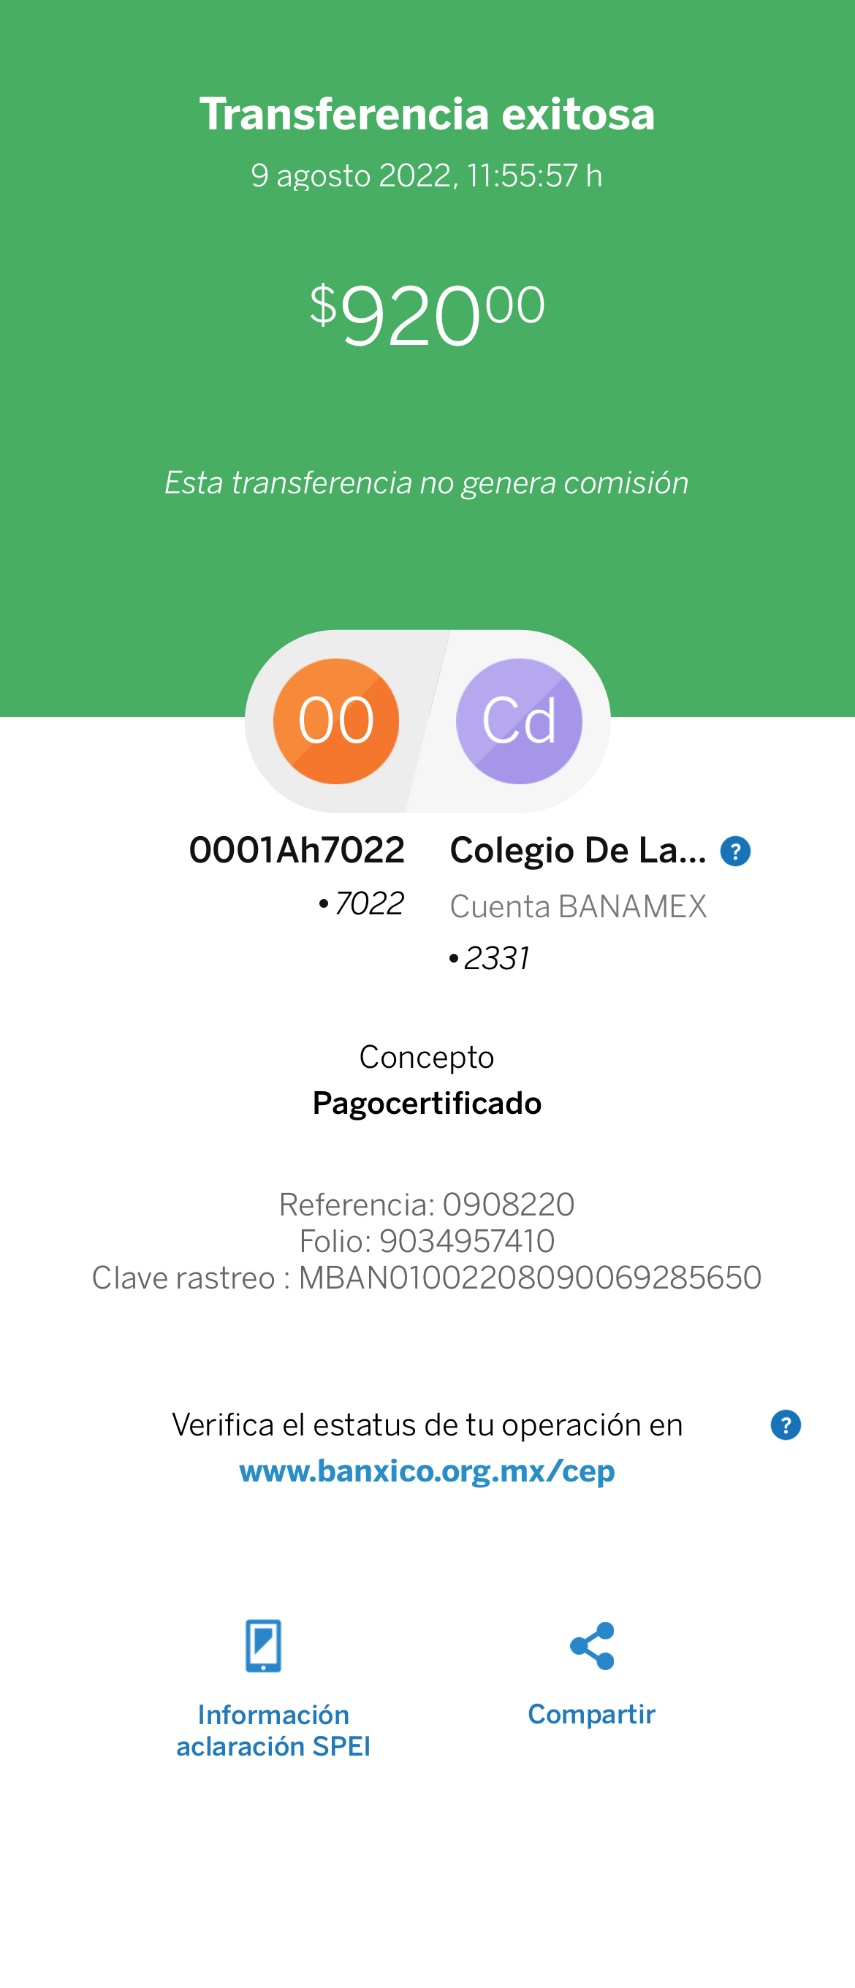 Transferencia exitosa
9 agosto 2022, 11:55:57 h
$920⁰⁰
Esta transferencia no genera comisión
00
Cd
0001Ah7022
•7022
Colegio De La... ?
Cuenta BANAMEX
•2331
Concepto
Pagocertificado
Referencia: 0908220
Folio: 9034957410
Clave rastreo : MBAN01002208090069285650
Verifica el estatus de tu operación en ?
www.banxico.org.mx/cep
Información
aclaración SPEI
Compartir